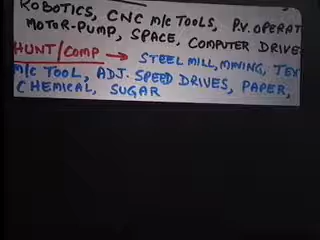 ROBOTICS, CNC M/C TOOLS, P.V. OPERAT
MOTOR-PUMP, SPACE, COMPUTER DRIVE
HUNT/COMP → STEEL MILL, MINING, TEX
M/C TOOL, ADJ. SPEED DRIVES, PAPER,
CHEMICAL, SUGAR